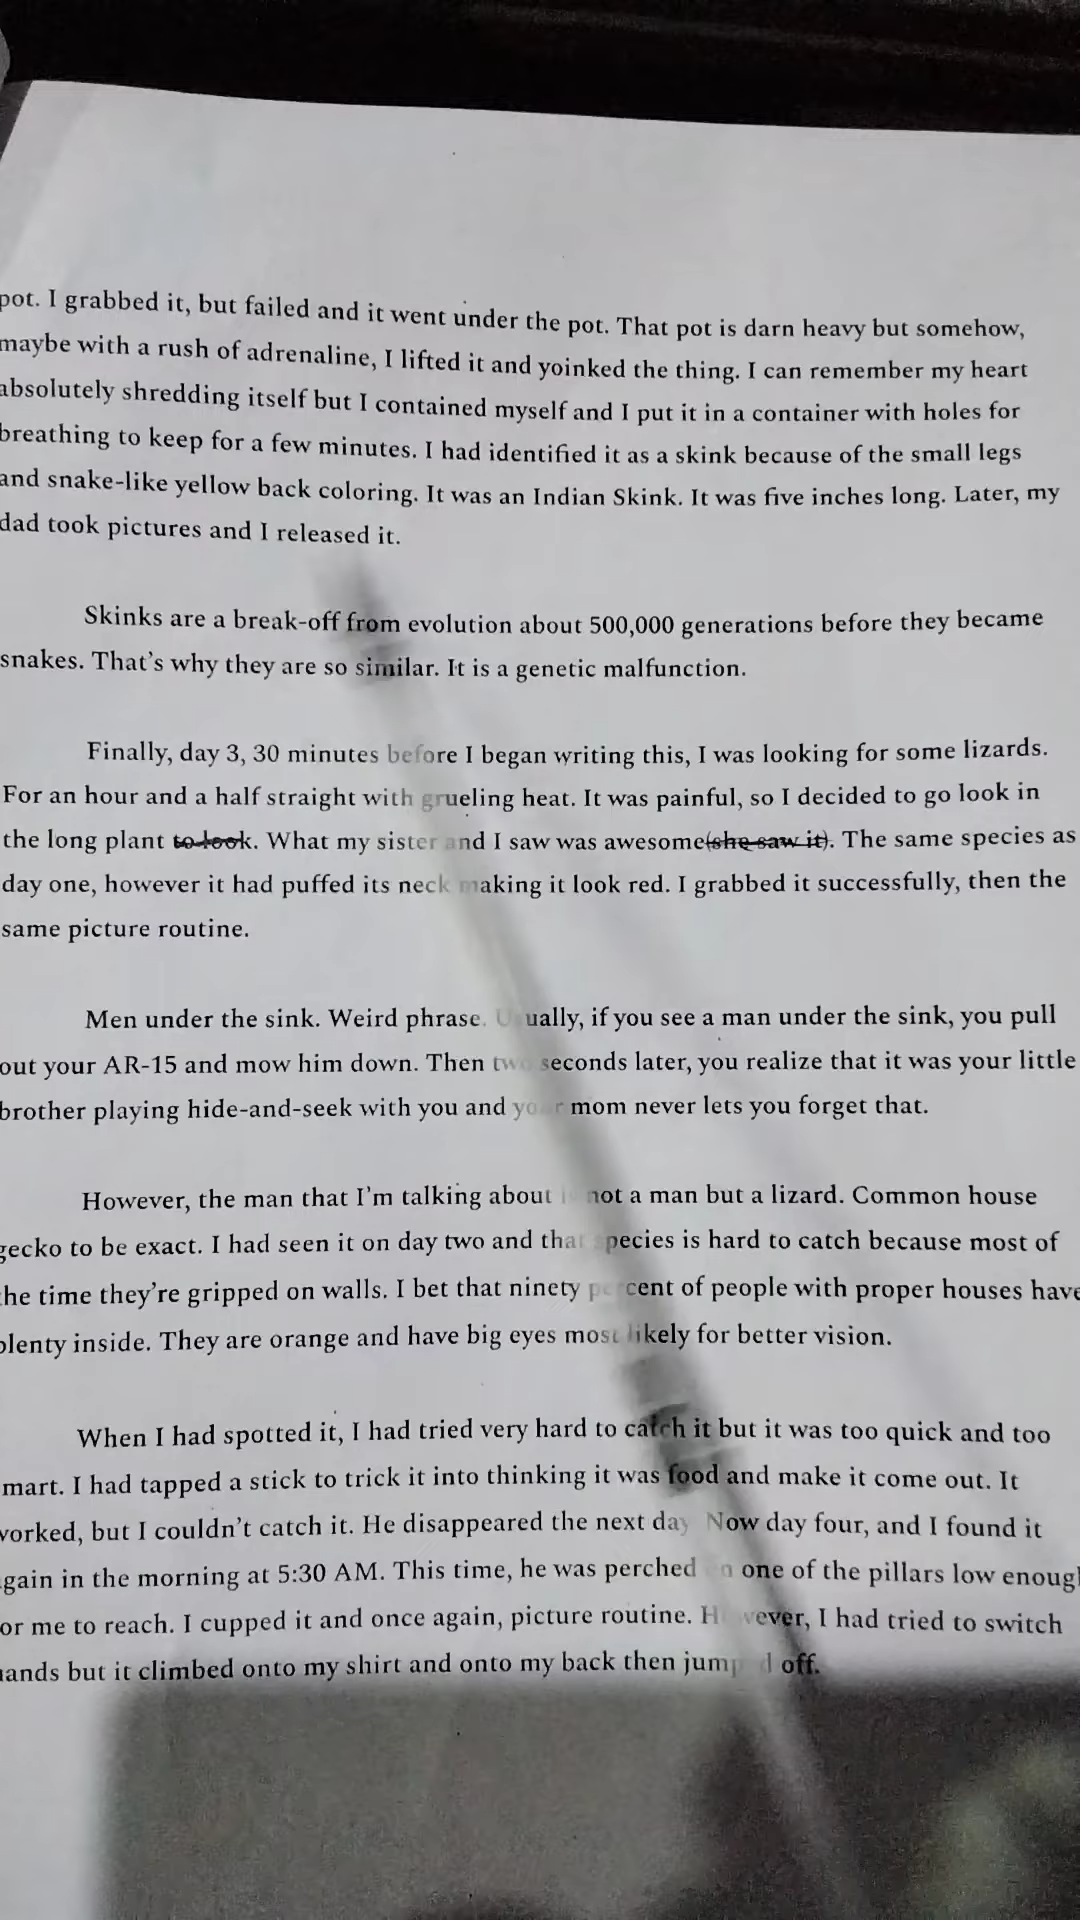 pot. I grabbed it, but failed and it went under the pot. That pot is darn heavy but somehow,
maybe with a rush of adrenaline, I lifted it and yoinked the thing. I can remember my heart
absolutely shredding itself but I contained myself and I put it in a container with holes for
breathing to keep for a few minutes. I had identified it as a skink because of the small legs
and snake-like yellow back coloring. It was an Indian Skink. It was five inches long. Later, my
dad took pictures and I released it.
Skinks are a break-off from evolution about 500,000 generations before they became
snakes. That's why they are so similar. It is a genetic malfunction.
Finally, day 3, 30 minutes before I began writing this, I was looking for some lizards.
For an hour and a half straight with grueling heat. It was painful, so I decided to go look in
the long plant to look. What my sister and I saw was awesome(she saw it). The same species as
day one, however it had puffed its neck making it look red. I grabbed it successfully, then the
same picture routine.
Men under the sink. Weird phrase. Usually, if you see a man under the sink, you pull
out your AR-15 and mow him down. Then two seconds later, you realize that it was your little
brother playing hide-and-seek with you and your mom never lets you forget that.
However, the man that I'm talking about is not a man but a lizard. Common house
gecko to be exact. I had seen it on day two and that species is hard to catch because most of
the time they're gripped on walls. I bet that ninety percent of people with proper houses have
plenty inside. They are orange and have big eyes most likely for better vision.
When I had spotted it, I had tried very hard to catch it but it was too quick and too
mart. I had tapped a stick to trick it into thinking it was food and make it come out. It
worked, but I couldn't catch it. He disappeared the next day Now day four, and I found it
gain in the morning at 5:30 AM. This time, he was perched on one of the pillars low enough
or me to reach. I cupped it and once again, picture routine. However, I had tried to switch
ands but it climbed onto my shirt and onto my back then jumped off.